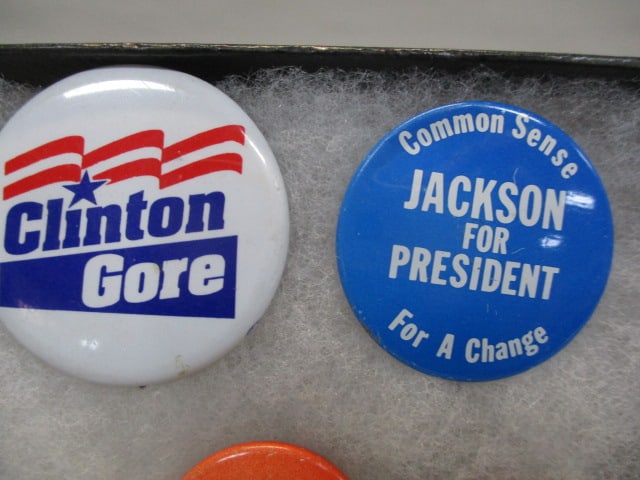 Clinton
Gore
Common Sense
JACKSON
FOR
PRESIDENT
For A Change